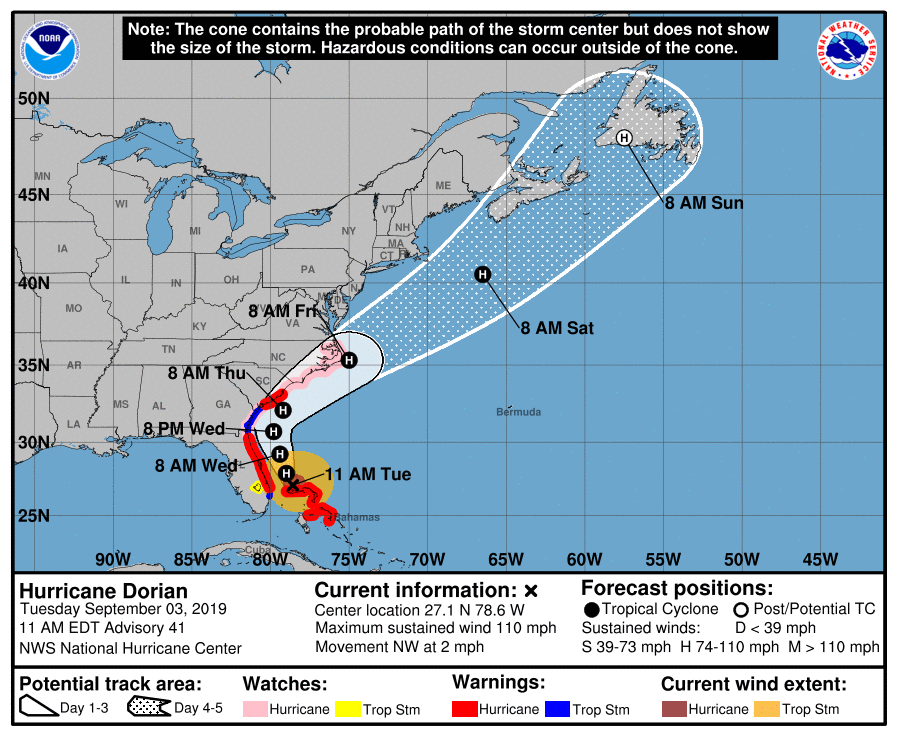 Note: The cone contains the probable path of the storm center but does not show
the size of the storm. Hazardous conditions can occur outside of the cone.
NOAA
NATIONAL WEATHER SERVICE
50N
45N
40N
35N
30N
25N
MN
WI
MI
IA
IL
IN
OH
PA
NY
VT
NH
ME
MA
CT
RI
MO
KY
VA
DE
TN
NC
AR
SC
MS
AL
GA
LA
8 AM Sun
8 AM Sat
8 AM Fri
8 AM Thu
8 PM Wed
8 AM Wed
11 AM Tue
H
H
H
H
H
H
H
Bermuda
Bahamas
Cuba
90W 85W 80W 75W 70W 65W 60W 55W 50W 45W
Hurricane Dorian
Tuesday September 03, 2019
11 AM EDT Advisory 41
NWS National Hurricane Center
Current information: x
Center location 27.1 N 78.6 W
Maximum sustained wind 110 mph
Movement NW at 2 mph
Forecast positions:
Tropical Cyclone Post/Potential TC
Sustained winds: D < 39 mph
S 39-73 mph H 74-110 mph M > 110 mph
Potential track area:
Day 1-3 Day 4-5
Watches:
Hurricane Trop Stm
Warnings:
Hurricane Trop Stm
Current wind extent:
Hurricane Trop Stm